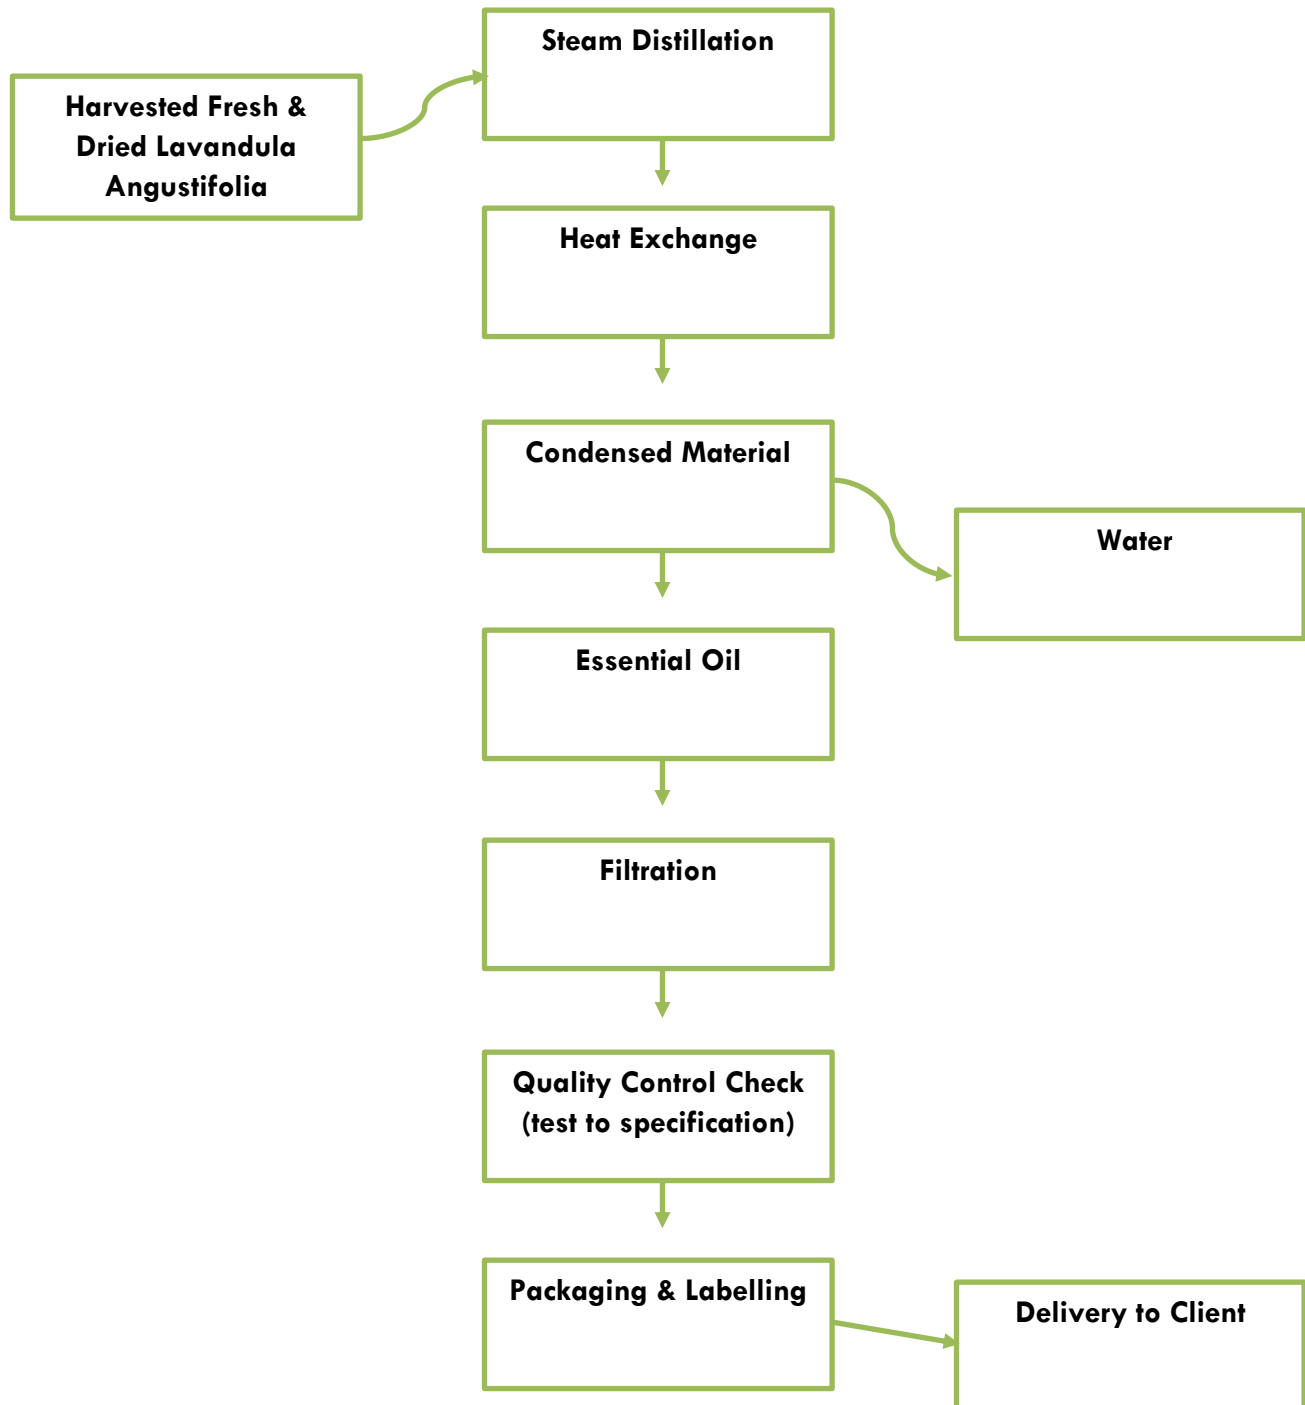 Steam Distillation
Harvested Fresh &
Dried Lavandula
Angustifolia
Heat Exchange
Condensed Material
Water
Essential Oil
Filtration
Quality Control Check
(test to specification)
Packaging & Labelling
Delivery to Client